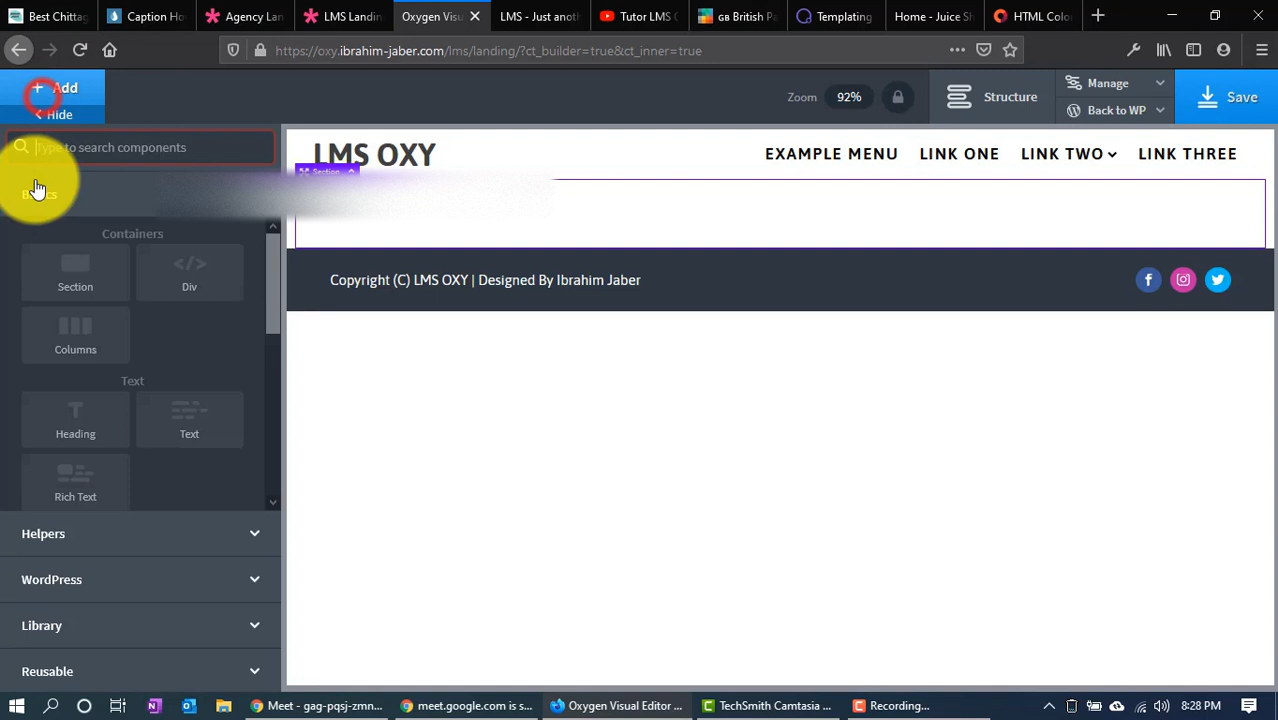 Best Chittag
Caption Ho
Agency Lan
LMS Landin
Oxygen Visu
LMS - Just anoth
Tutor LMS C
British Pa
Templating
Home - Juice Sh
HTML Colo
https://oxy.ibrahim-jaber.com/lms/landing/?ct_builder=true&ct_inner=true
+ Add
Hide
Zoom 92%
Structure
Manage
Back to WP
Save
Type to search components
Basics
Containers
Section
Div
Columns
Text
Heading
Text
Rich Text
Helpers
WordPress
Library
Reusable
LMS OXY
EXAMPLE MENU LINK ONE LINK TWO LINK THREE
Section
Copyright (C) LMS OXY | Designed By Ibrahim Jaber
Meet - gag-pqsj-zmn...
meet.google.com is s...
Oxygen Visual Editor ...
TechSmith Camtasia ...
Recording...
8:28 PM